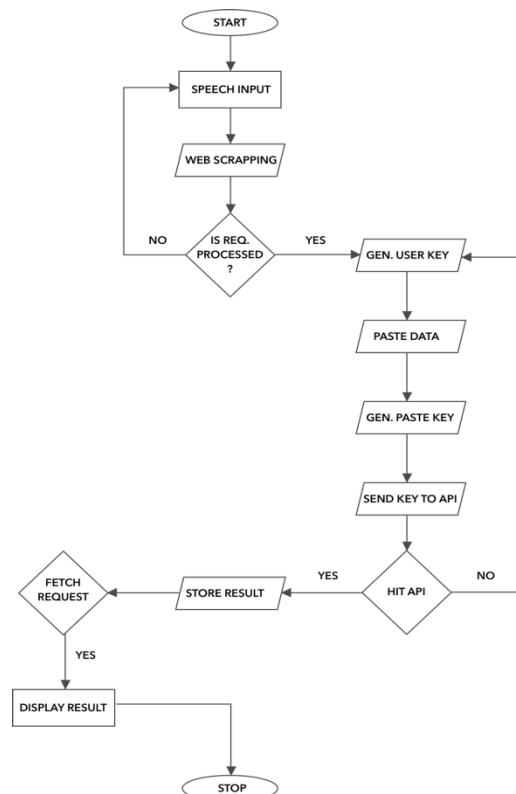 START
SPEECH INPUT
WEB SCRAPPING
IS REQ.
PROCESSED
?
NO
YES
GEN. USER KEY
PASTE DATA
GEN. PASTE KEY
SEND KEY TO API
HIT API
NO
YES
STORE RESULT
FETCH
REQUEST
YES
DISPLAY RESULT
STOP